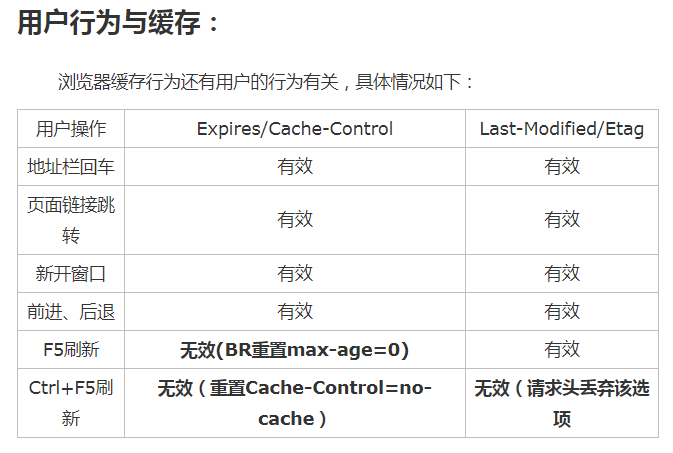 用户行为与缓存：
浏览器缓存行为还有用户的行为有关，具体情况如下：
用户操作 Expires/Cache-Control Last-Modified/Etag
地址栏回车 有效 有效
页面链接跳
转 有效 有效
新开窗口 有效 有效
前进、后退 有效 有效
F5刷新 无效(BR重置max-age=0) 有效
Ctrl+F5刷 无效（重置Cache-Control=no- 无效（请求头丢弃该选
新 cache） 项